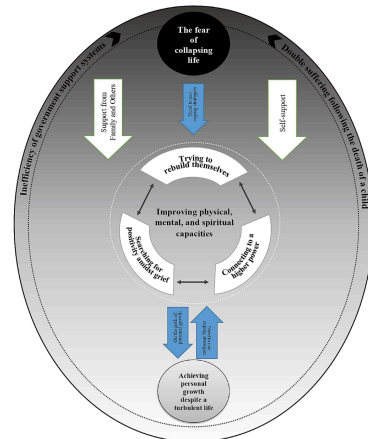 The fear
of
collapsing
life
Inefficiency of government support systems
Double suffering following the death of a child
Support from
Family and Others
Self-support
Trying to
rebuild themselves
Improving physical,
mental, and spiritual
capacities
Searching for
positivity amidst grief
Connecting to a
higher power
personal growth
Achieving
personal
growth
despite a
turbulent life